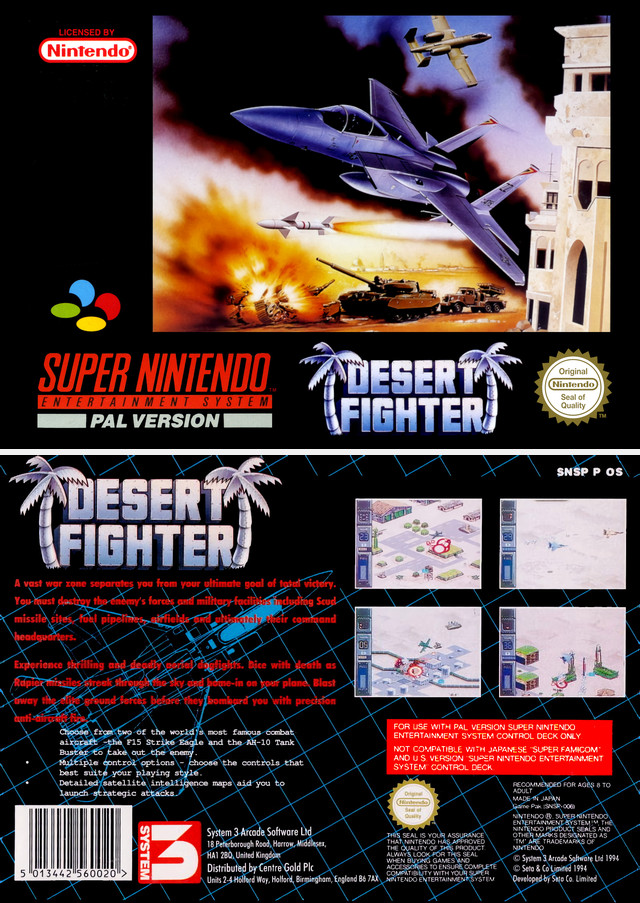 LICENSED BY
Nintendo
SUPER NINTENDO
ENTERTAINMENT SYSTEM
PAL VERSION
DESERT
FIGHTER
Original
Nintendo
Seal of
Quality
TM
DESERT
FIGHTER
SNSP P OS
A vast war zone separates you from your ultimate goal of total victory.
You must destroy the enemy's forces and military facilities including Scud
missile sites, fuel pipelines, airfields and ultimately their command
headquarters.
Experience thrilling and deadly aerial dogfights. Dice with death as
Rapier missiles streak through the sky and home-in on your plane. Blast
away the elite ground forces before they bombard you with precision
anti-aircraft fire.
Choose from two of the world's most famous combat
aircraft -the F15 Strike Eagle and the AH-10 Tank
Buster to take out the enemy.
Multiple control options - choose the controls that
best suite your playing style.
Detailed satellite intelligence maps aid you to
launch strategic attacks.
FOR USE WITH PAL VERSION SUPER NINTENDO
ENTERTAINMENT SYSTEM CONTROL DECK ONLY
NOT COMPATIBLE WITH JAPANESE 'SUPER FAMICOM'
AND U.S. VERSION 'SUPER NINTENDO ENTERTAINMENT
SYSTEM' CONTROL DECK.
Original
Nintendo
Seal of
Quality
THIS SEAL IS YOUR ASSURANCE
THAT NINTENDO HAS APPROVED
THE QUALITY OF THIS PRODUCT
ALWAYS LOOK FOR THIS SEAL
WHEN BUYING GAMES AND
ACCESSORIES TO ENSURE COMPLETE
COMPATIBILITY WITH YOUR SUPER
NINTENDO ENTERTAINMENT SYSTEM
RECOMMENDED FOR AGES 8 TO
ADULT
MADE IN JAPAN
Game Pak (SNSP-006)
NINTENDO ®, SUPER NINTENDO
ENTERTAINMENT SYSTEM™, THE
NINTENDO PRODUCT SEALS AND
OTHER MARKS DESIGNATED AS
'TM' ARE TRADEMARKS OF
NINTENDO
© System 3 Arcade Software Ltd 1994
© Seta & Co Limited 1994
Developed by Seta Co. Limited
5 013442 560020 >
SYSTEM 3
System 3 Arcade Software Ltd
18 Peterborough Road, Harrow, Middlesex,
HA1 2BQ, United Kingdom
Distributed by Centre Gold Plc
Units 2-4 Holford Way, Holford, Birmingham, England B6 7AX